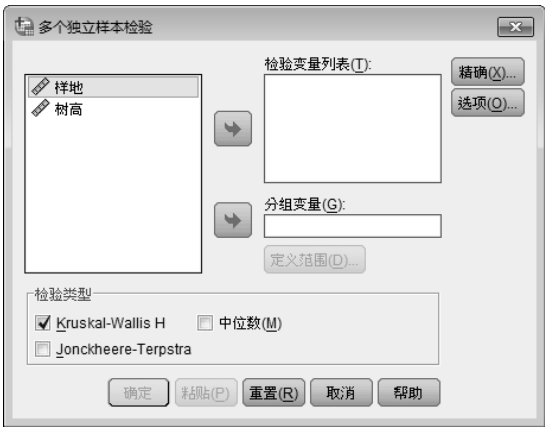 多个独立样本检验
检验变量列表(T):
样地
树高
精确(X)...
选项(O)...
分组变量(G):
定义范围(D)...
检验类型
Kruskal-Wallis H
中位数(M)
Jonckheere-Terpstra
确定
粘贴(P)
重置(R)
取消
帮助